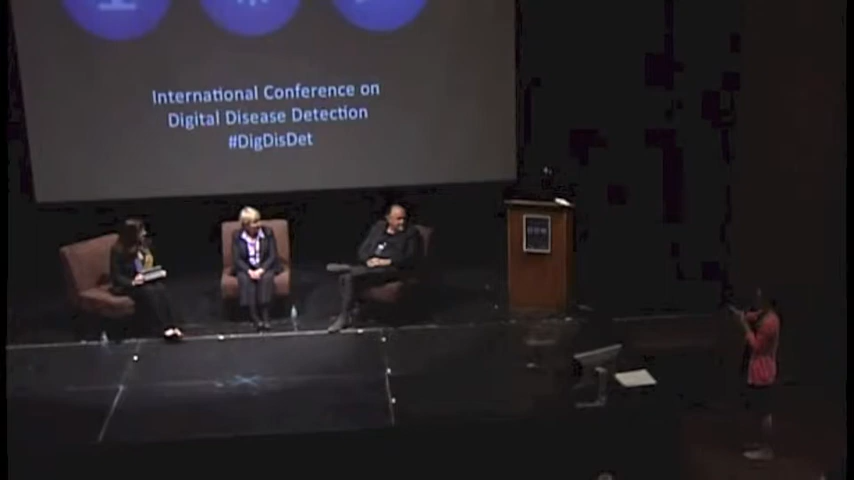 International Conference on
Digital Disease Detection
#DigDisDet